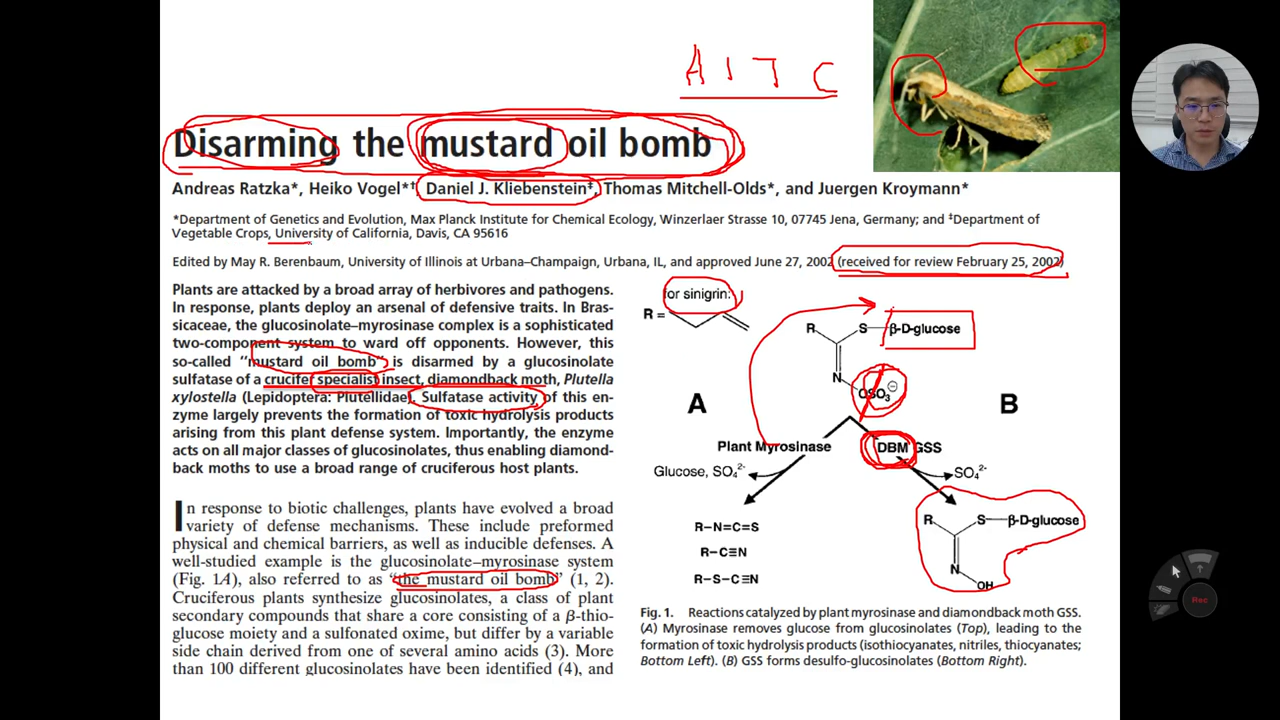 A I T C
Disarming the mustard oil bomb
Andreas Ratzka*, Heiko Vogel*†, Daniel J. Kliebenstein‡, Thomas Mitchell-Olds*, and Juergen Kroymann*
*Department of Genetics and Evolution, Max Planck Institute for Chemical Ecology, Winzerlaer Strasse 10, 07745 Jena, Germany; and ‡Department of
Vegetable Crops, University of California, Davis, CA 95616
Edited by May R. Berenbaum, University of Illinois at Urbana–Champaign, Urbana, IL, and approved June 27, 2002 (received for review February 25, 2002)
Plants are attacked by a broad array of herbivores and pathogens.
In response, plants deploy an arsenal of defensive traits. In Bras-
sicaceae, the glucosinolate–myrosinase complex is a sophisticated
two-component system to ward off opponents. However, this
so-called "mustard oil bomb" is disarmed by a glucosinolate
sulfatase of a crucifer specialist insect, diamondback moth, Plutella
xylostella (Lepidoptera: Plutellidae). Sulfatase activity of this en-
zyme largely prevents the formation of toxic hydrolysis products
arising from this plant defense system. Importantly, the enzyme
acts on all major classes of glucosinolates, thus enabling diamond-
back moths to use a broad range of cruciferous host plants.
In response to biotic challenges, plants have evolved a broad
variety of defense mechanisms. These include preformed
physical and chemical barriers, as well as inducible defenses. A
well-studied example is the glucosinolate–myrosinase system
(Fig. 1A), also referred to as "the mustard oil bomb" (1, 2).
Cruciferous plants synthesize glucosinolates, a class of plant
secondary compounds that share a core consisting of a β-thio-
glucose moiety and a sulfonated oxime, but differ by a variable
side chain derived from one of several amino acids (3). More
than 100 different glucosinolates have been identified (4), and
for sinigrin:
R =
R S β-D-glucose
N
OSO₃⊖
A B
Plant Myrosinase DBM GSS
Glucose, SO₄²⁻ SO₄²⁻
R–N=C=S
R–C≡N
R–S–C≡N
R S β-D-glucose
N
OH
Fig. 1. Reactions catalyzed by plant myrosinase and diamondback moth GSS.
(A) Myrosinase removes glucose from glucosinolates (Top), leading to the
formation of toxic hydrolysis products (isothiocyanates, nitriles, thiocyanates;
Bottom Left). (B) GSS forms desulfo-glucosinolates (Bottom Right).
Rec